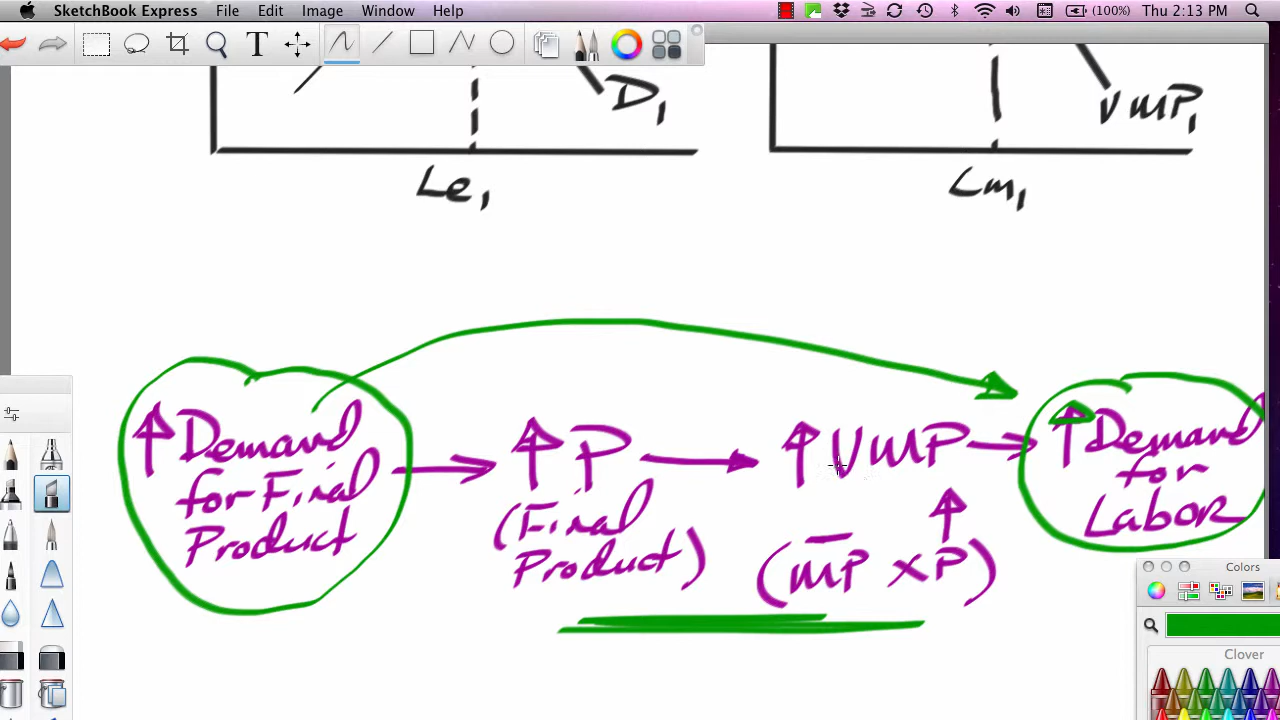 SketchBook Express File Edit Image Window Help (100%) Thu 2:13 PM
T
D1
VMP1
Le1
Lm1
↑ Demand for Final Product
→
↑ P (Final Product)
→
↑ VMP (MP x P↑)
→
↑ Demand for Labor
Colors
Clover